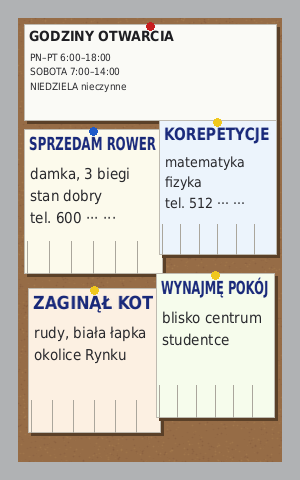 GODZINY OTWARCIA
PN–PT 6:00–18:00
SOBOTA 7:00–14:00
NIEDZIELA nieczynne
SPRZEDAM ROWER
damka, 3 biegi
stan dobry
tel. 600 ··· ···
KOREPETYCJE
matematyka
fizyka
tel. 512 ··· ···
ZAGINĄŁ KOT
rudy, biała łapka
okolice Rynku
WYNAJMĘ POKÓJ
blisko centrum
studentce